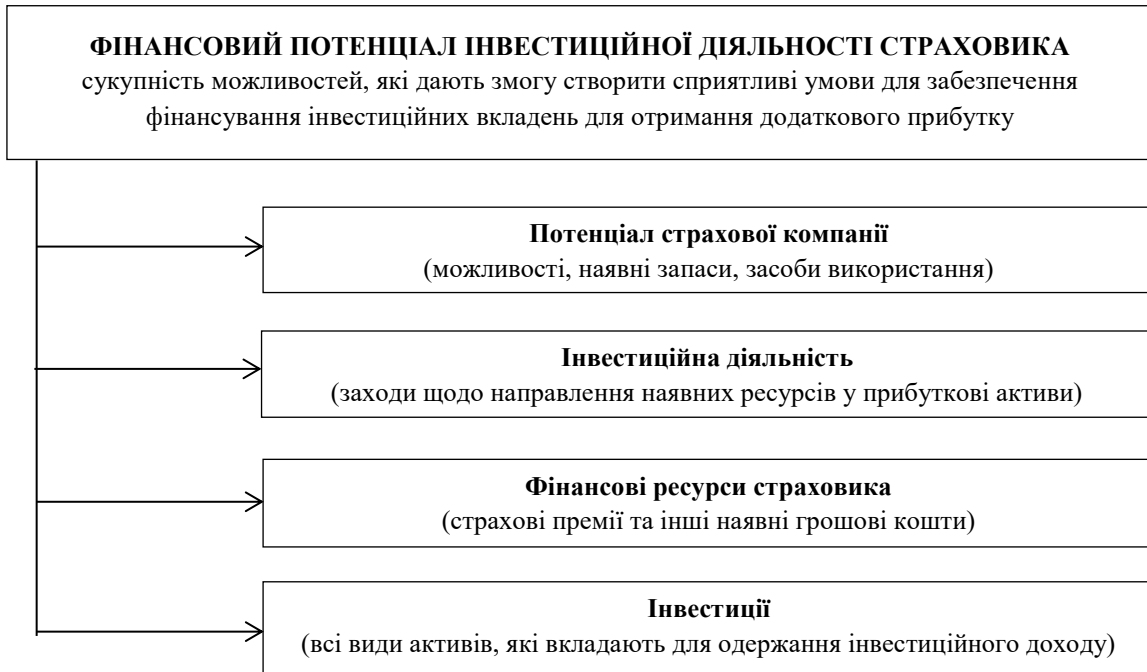 ФІНАНСОВИЙ ПОТЕНЦІАЛ ІНВЕСТИЦІЙНОЇ ДІЯЛЬНОСТІ СТРАХОВИКА
сукупність можливостей, які дають змогу створити сприятливі умови для забезпечення
фінансування інвестиційних вкладень для отримання додаткового прибутку
Потенціал страхової компанії
(можливості, наявні запаси, засоби використання)
Інвестиційна діяльність
(заходи щодо направлення наявних ресурсів у прибуткові активи)
Фінансові ресурси страховика
(страхові премії та інші наявні грошові кошти)
Інвестиції
(всі види активів, які вкладають для одержання інвестиційного доходу)